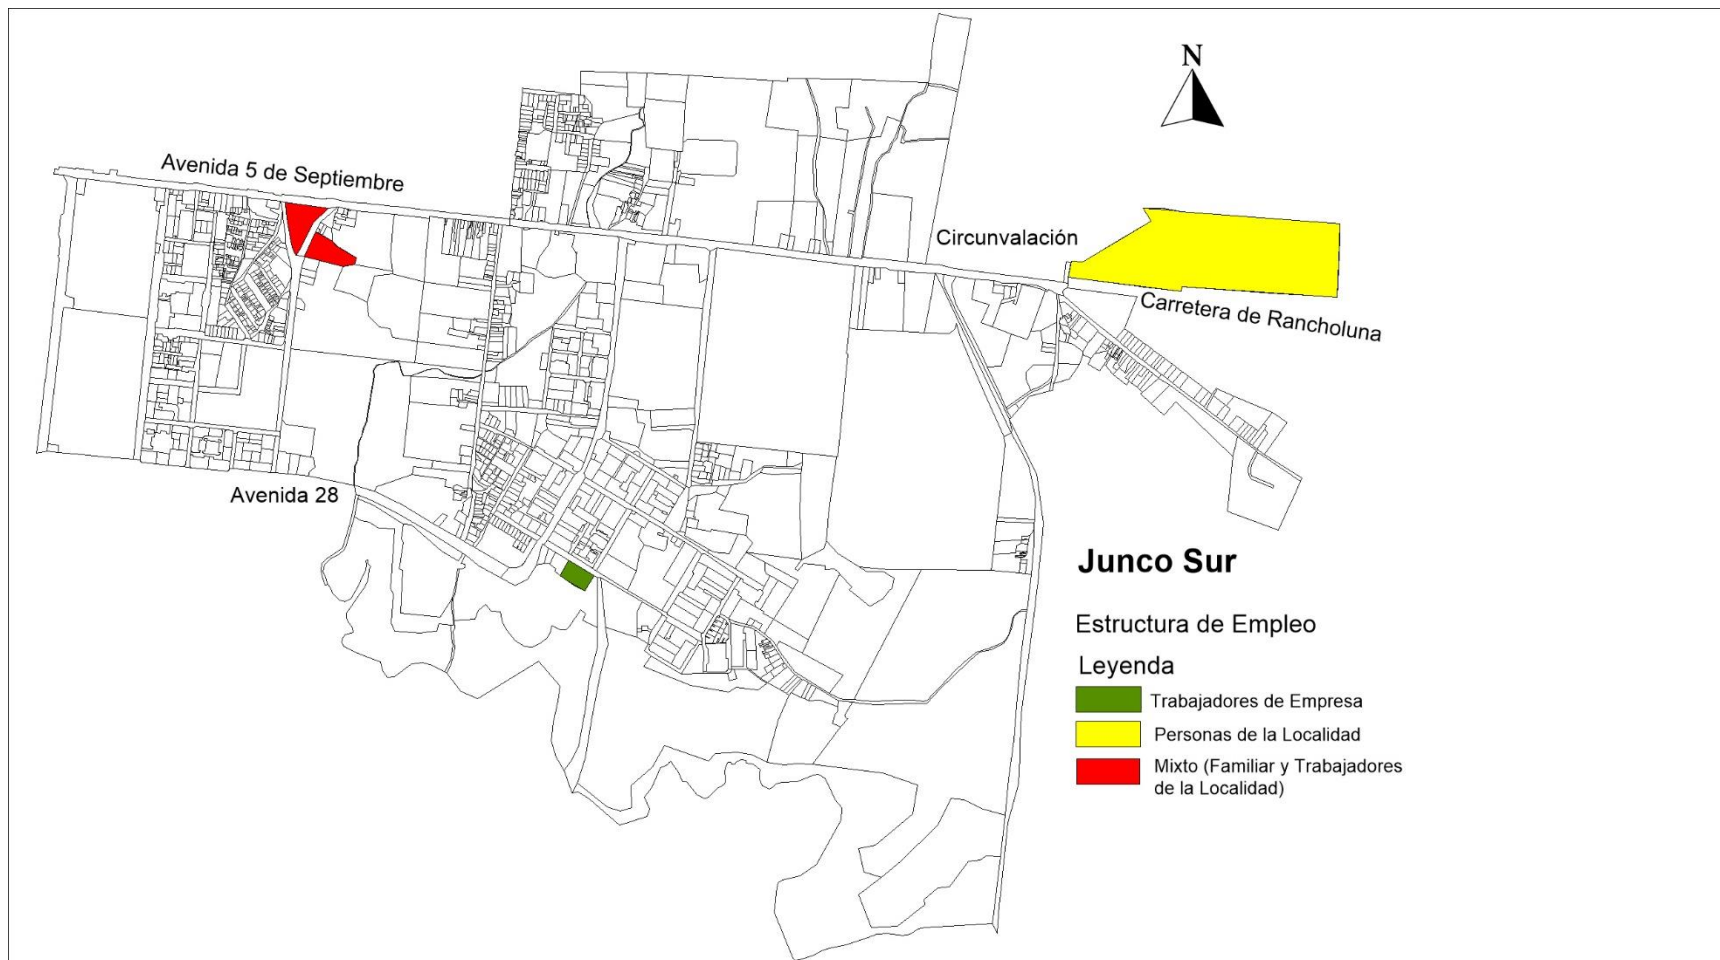 N
Avenida 5 de Septiembre
Circunvalación
Carretera de Rancholuna
Avenida 28
Junco Sur
Estructura de Empleo
Leyenda
Trabajadores de Empresa
Personas de la Localidad
Mixto (Familiar y Trabajadores
de la Localidad)